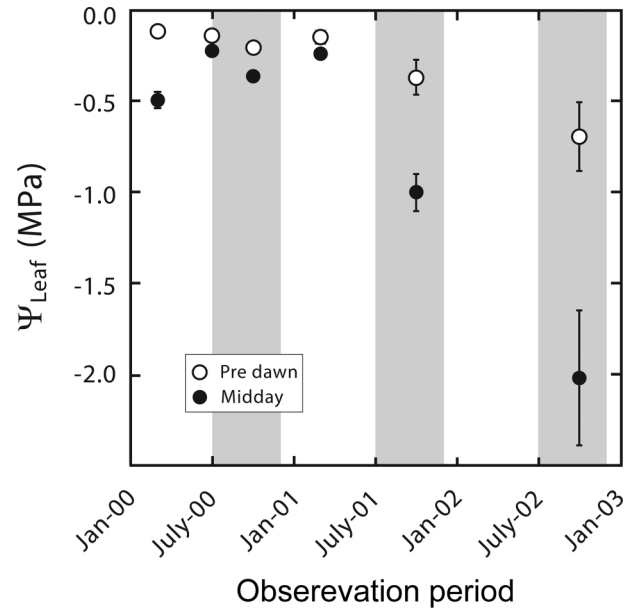 0.0
-0.5
-1.0
-1.5
-2.0
ΨLeaf (MPa)
Pre dawn
Midday
Jan-00
July-00
Jan-01
July-01
Jan-02
July-02
Jan-03
Obserevation period